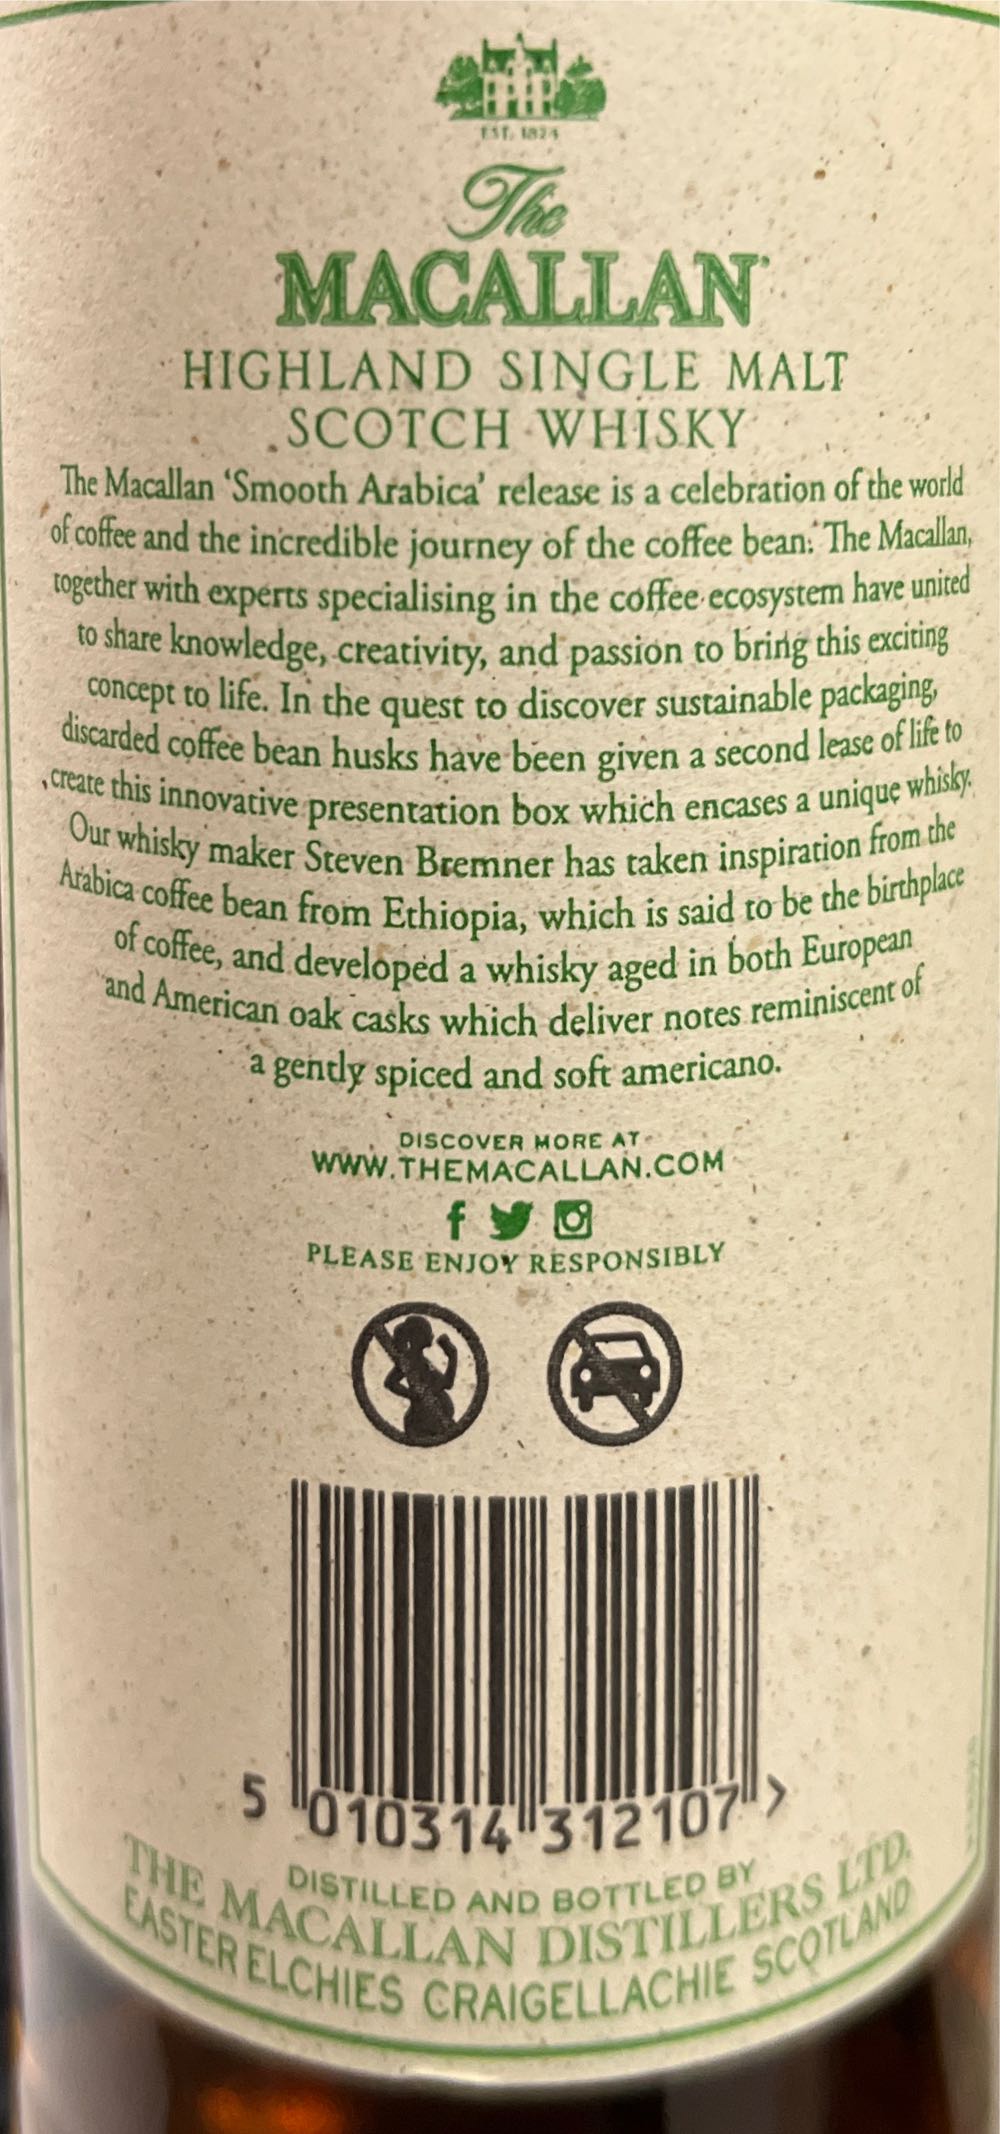 EST. 1824
The
MACALLAN
HIGHLAND SINGLE MALT
SCOTCH WHISKY
The Macallan ‘Smooth Arabica’ release is a celebration of the world
of coffee and the incredible journey of the coffee bean. The Macallan,
together with experts specialising in the coffee ecosystem have united
to share knowledge, creativity, and passion to bring this exciting
concept to life. In the quest to discover sustainable packaging,
discarded coffee bean husks have been given a second lease of life to
create this innovative presentation box which encases a unique whisky.
Our whisky maker Steven Bremner has taken inspiration from the
Arabica coffee bean from Ethiopia, which is said to be the birthplace
of coffee, and developed a whisky aged in both European
and American oak casks which deliver notes reminiscent of
a gently spiced and soft americano.
DISCOVER MORE AT
WWW.THEMACALLAN.COM
PLEASE ENJOY RESPONSIBLY
5 010314 312107 >
DISTILLED AND BOTTLED BY
THE MACALLAN DISTILLERS LTD.
EASTER ELCHIES CRAIGELLACHIE SCOTLAND